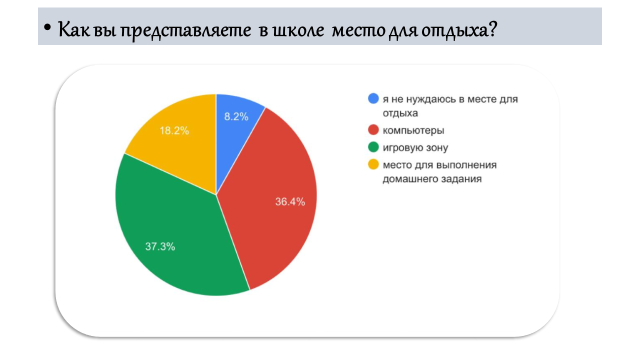 • Как вы представляете в школе место для отдыха?
я не нуждаюсь в месте для
отдыха
компьютеры
игровую зону
место для выполнения
домашнего задания
8.2%
18.2%
36.4%
37.3%